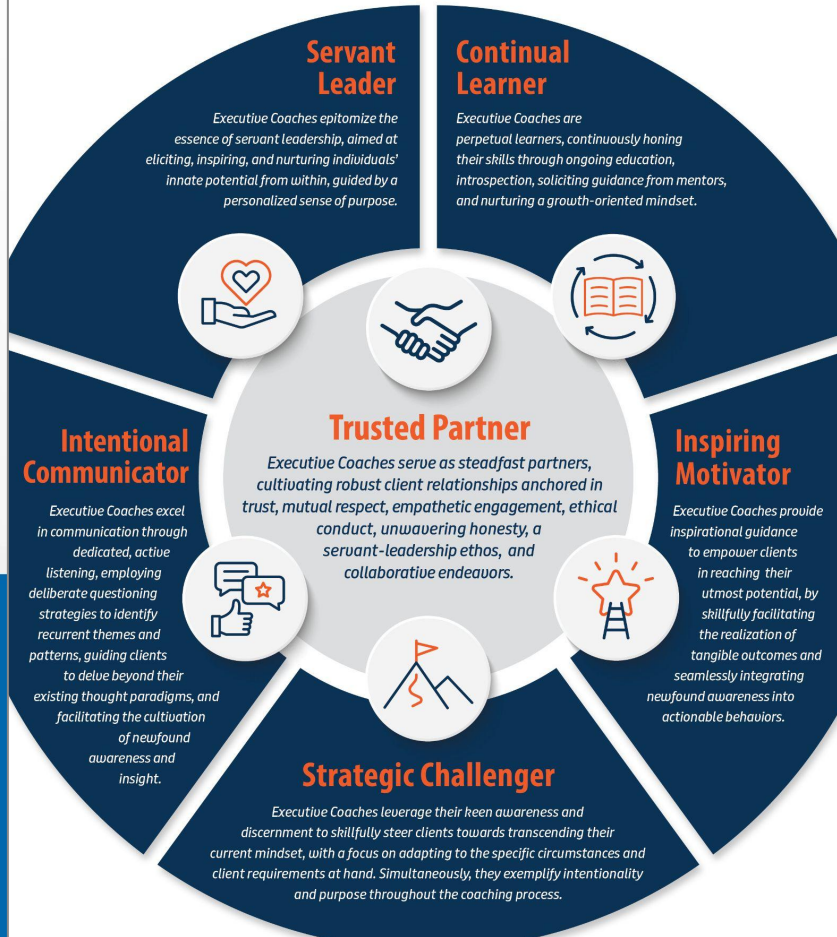 Servant
Leader
Executive Coaches epitomize the
essence of servant leadership, aimed at
eliciting, inspiring, and nurturing individuals'
innate potential from within, guided by a
personalized sense of purpose.
Continual
Learner
Executive Coaches are
perpetual learners, continuously honing
their skills through ongoing education,
introspection, soliciting guidance from mentors,
and nurturing a growth-oriented mindset.
Trusted Partner
Executive Coaches serve as steadfast partners,
cultivating robust client relationships anchored in
trust, mutual respect, empathetic engagement, ethical
conduct, unwavering honesty, a
servant-leadership ethos, and
collaborative endeavors.
Intentional
Communicator
Executive Coaches excel
in communication through
dedicated, active
listening, employing
deliberate questioning
strategies to identify
recurrent themes and
patterns, guiding clients
to delve beyond their
existing thought paradigms, and
facilitating the cultivation
of newfound
awareness and
insight.
Inspiring
Motivator
Executive Coaches provide
inspirational guidance
to empower clients
in reaching their
utmost potential, by
skillfully facilitating
the realization of
tangible outcomes and
seamlessly integrating
newfound awareness into
actionable behaviors.
Strategic Challenger
Executive Coaches leverage their keen awareness and
discernment to skillfully steer clients towards transcending their
current mindset, with a focus on adapting to the specific circumstances and
client requirements at hand. Simultaneously, they exemplify intentionality
and purpose throughout the coaching process.